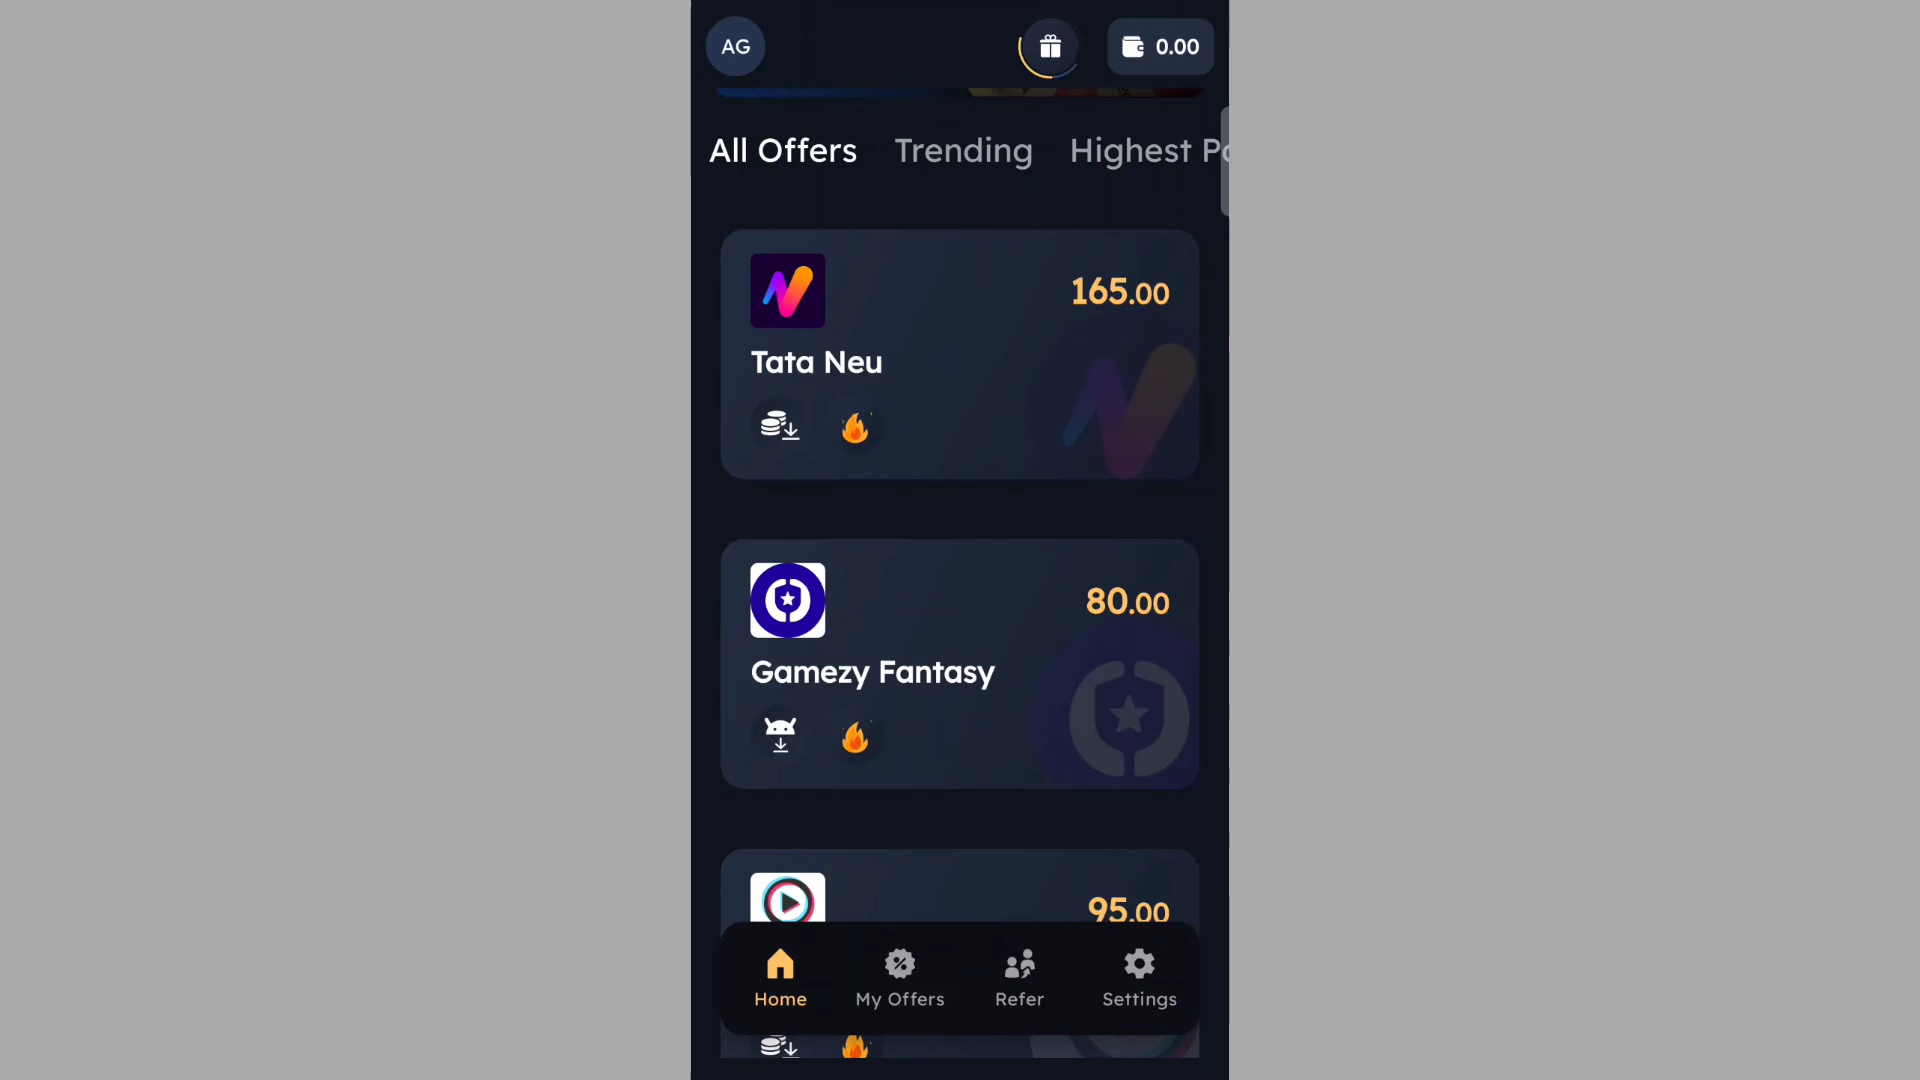 AG
0.00
All Offers
Trending
Highest
165.00
Tata Neu
80.00
Gamezy Fantasy
95.00
Home
My Offers
Refer
Settings